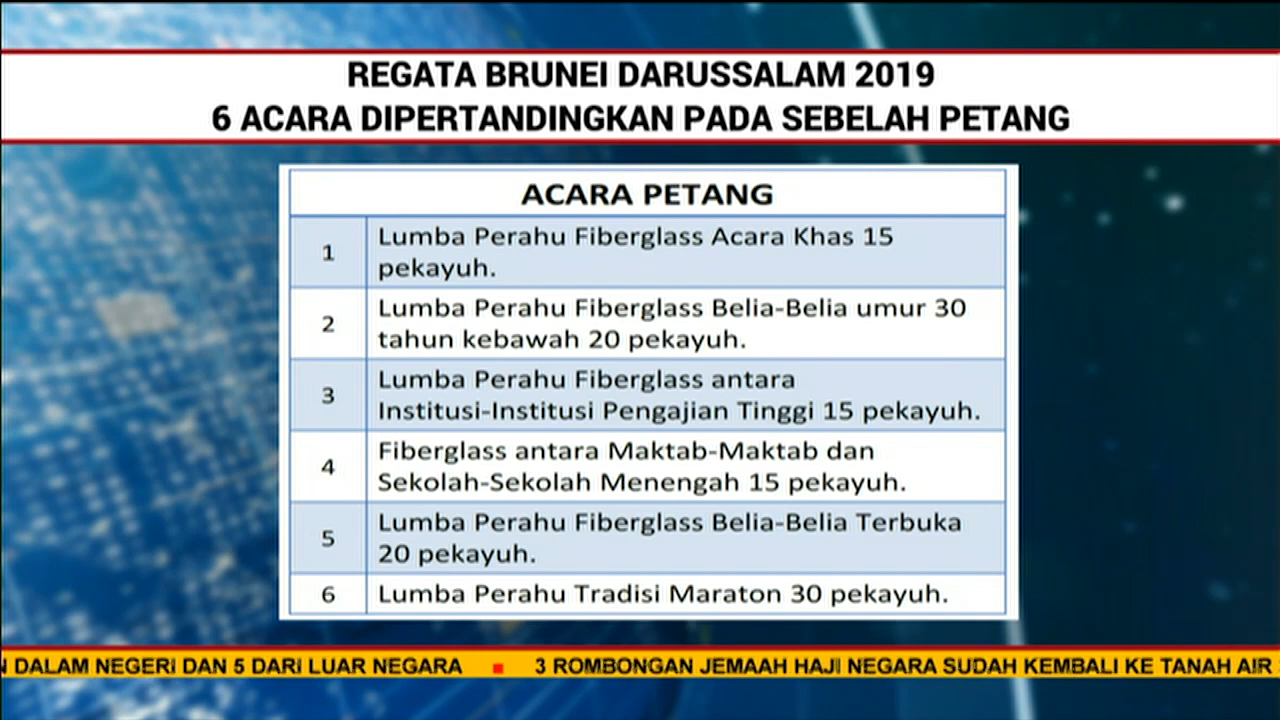 REGATA BRUNEI DARUSSALAM 2019
6 ACARA DIPERTANDINGKAN PADA SEBELAH PETANG
ACARA PETANG
1
Lumba Perahu Fiberglass Acara Khas 15
pekayuh.
2
Lumba Perahu Fiberglass Belia-Belia umur 30
tahun kebawah 20 pekayuh.
3
Lumba Perahu Fiberglass antara
Institusi-Institusi Pengajian Tinggi 15 pekayuh.
4
Fiberglass antara Maktab-Maktab dan
Sekolah-Sekolah Menengah 15 pekayuh.
5
Lumba Perahu Fiberglass Belia-Belia Terbuka
20 pekayuh.
6
Lumba Perahu Tradisi Maraton 30 pekayuh.
DALAM NEGERI DAN 5 DARI LUAR NEGARA ■ 3 ROMBONGAN JEMAAH HAJI NEGARA SUDAH KEMBALI KE TANAH AIR